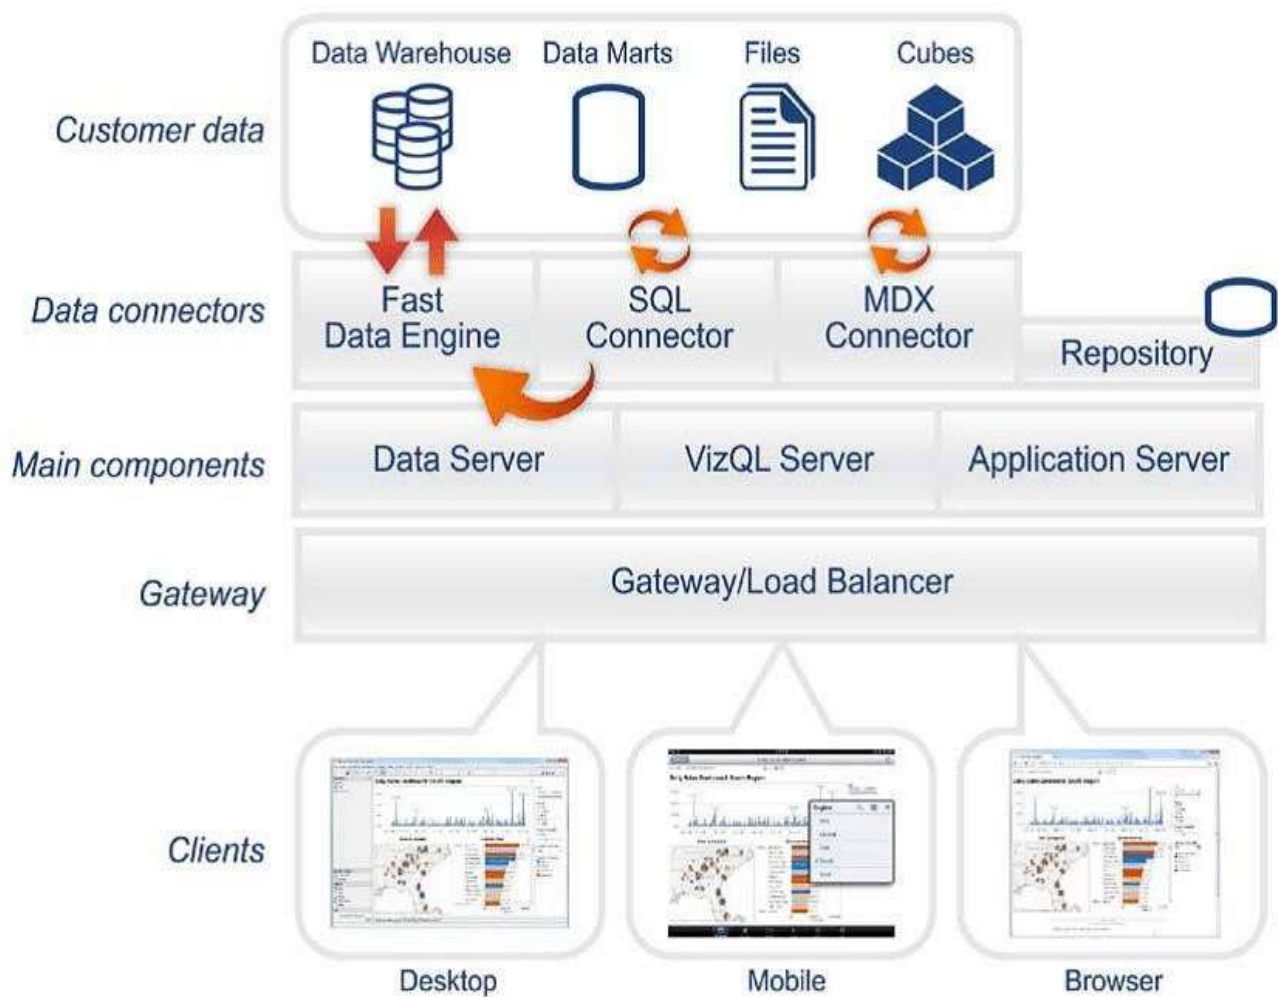 Data Warehouse Data Marts Files Cubes
Customer data
Data connectors
Fast
Data Engine
SQL
Connector
MDX
Connector
Repository
Main components
Data Server VizQL Server Application Server
Gateway
Gateway/Load Balancer
Clients
Desktop Mobile Browser